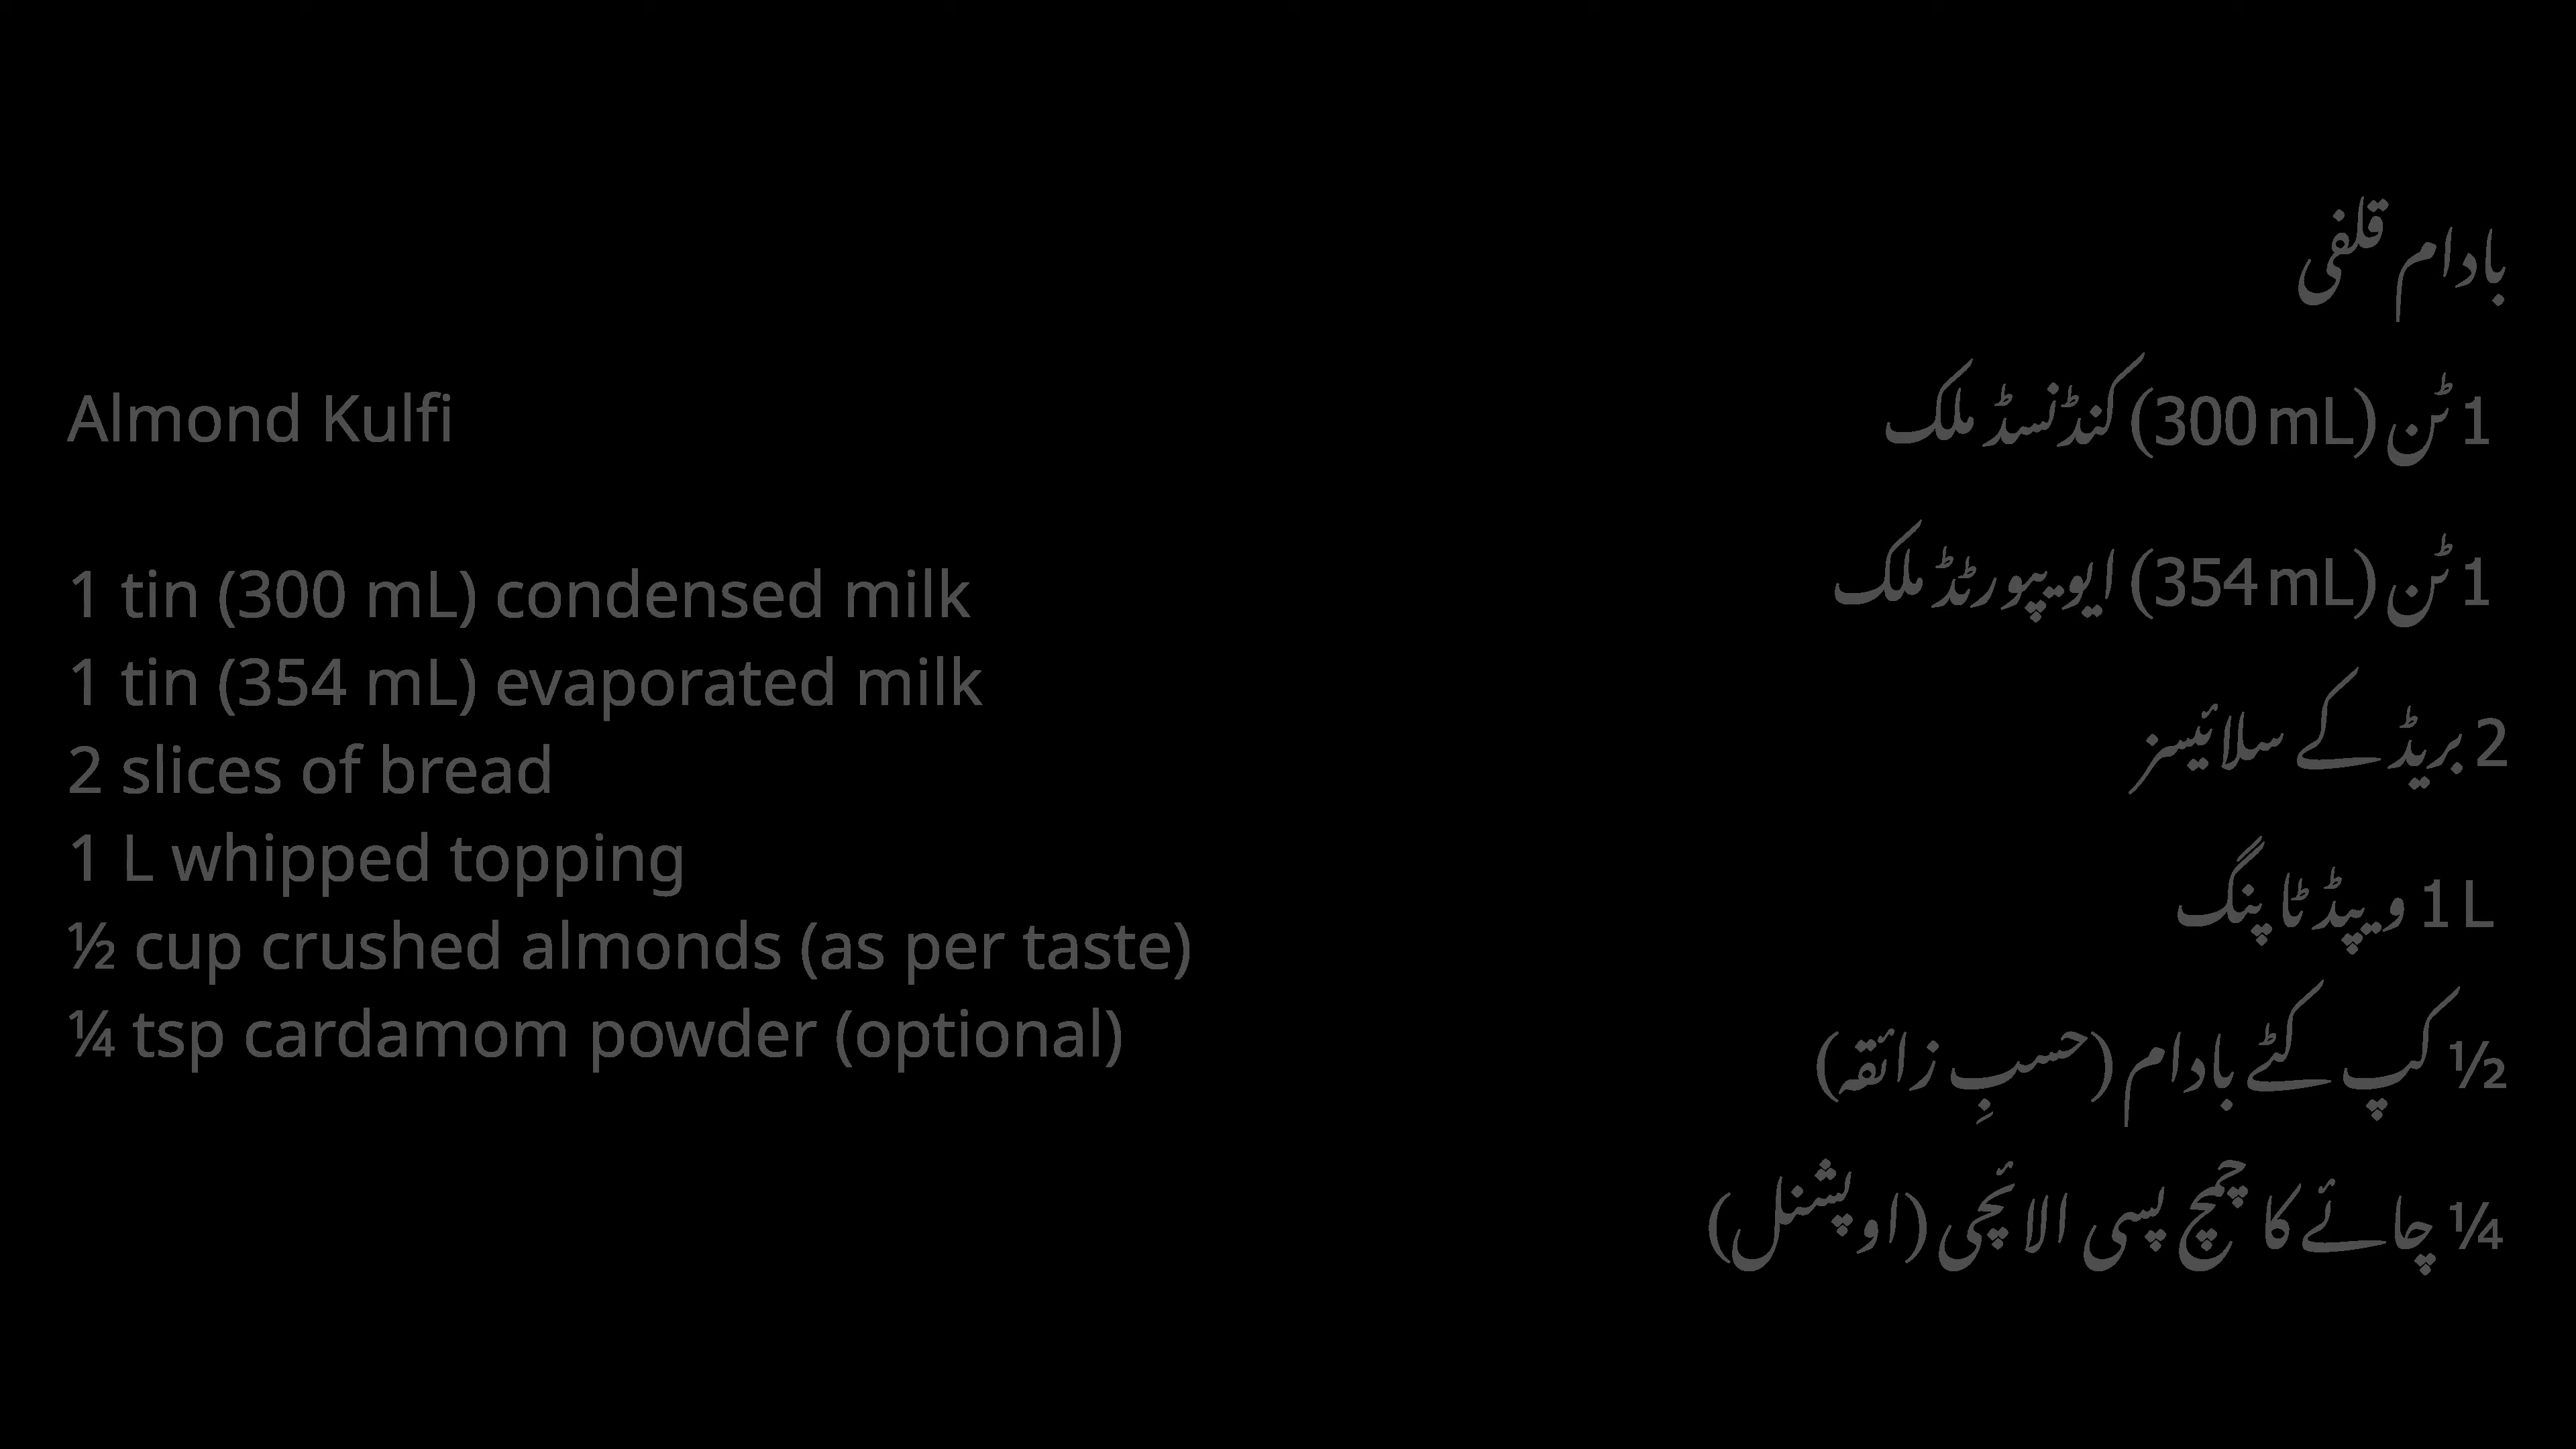 Almond Kulfi
1 tin (300 mL) condensed milk
1 tin (354 mL) evaporated milk
2 slices of bread
1 L whipped topping
½ cup crushed almonds (as per taste)
¼ tsp cardamom powder (optional)
بادام قلفی
1 ٹن (300 mL) کنڈنسڈ ملک
1 ٹن (354 mL) ایویپورٹڈ ملک
2 بریڈ کے سلائیسز
1 L ویپڈ ٹاپنگ
½ کپ کٹے بادام (حسبِ زائقہ)
¼ چائے کا چمچ پسی الائچی (اوپشنل)